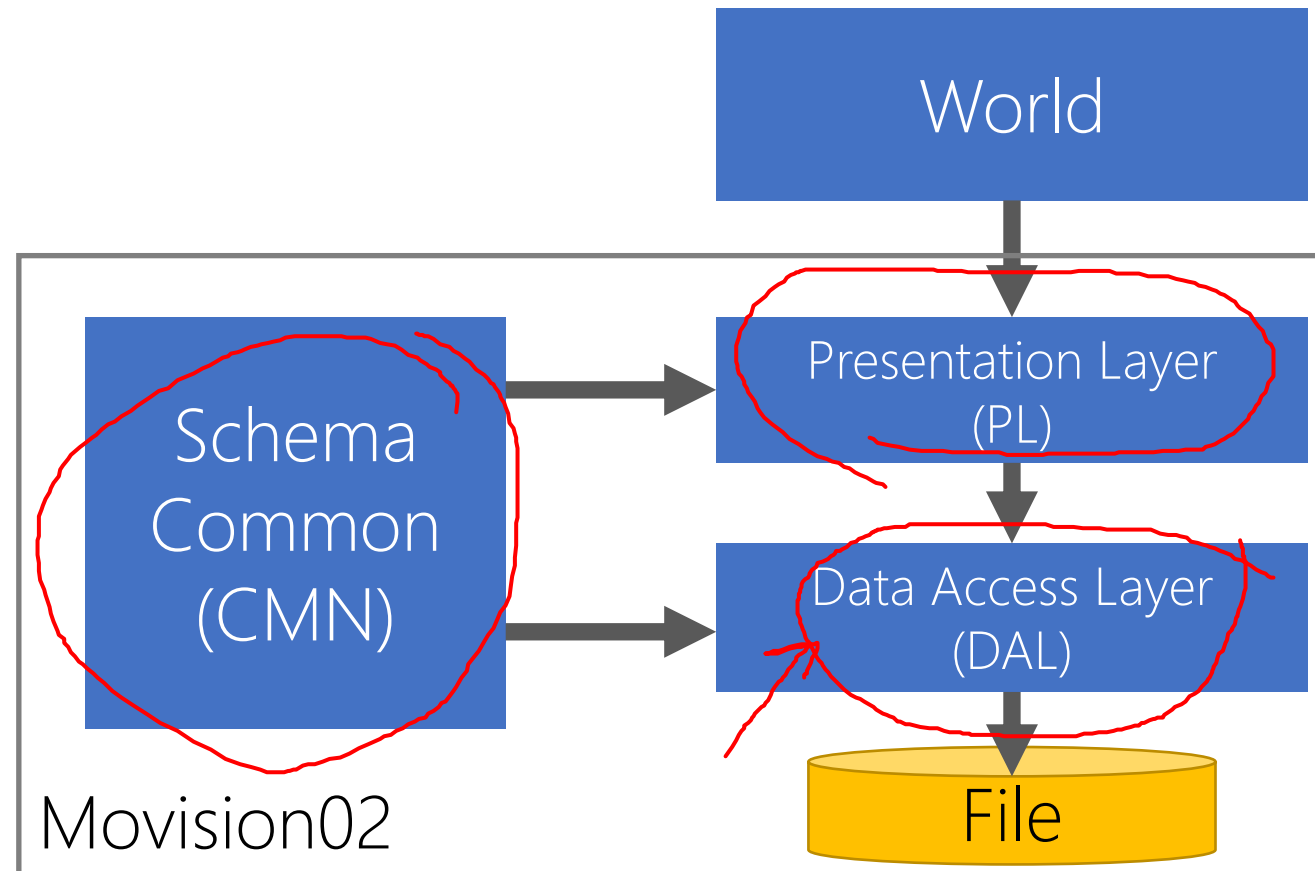 World
Presentation Layer
(PL)
Schema
Common
(CMN)
Data Access Layer
(DAL)
File
Movision02